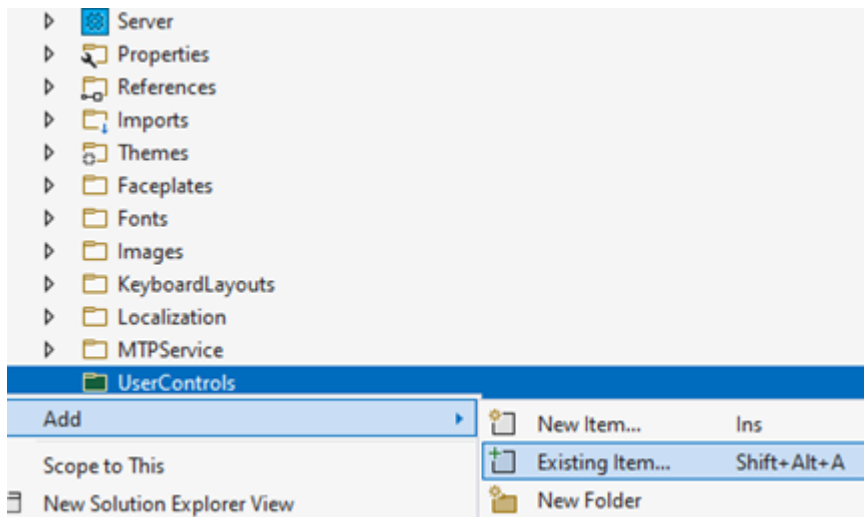 Server
Properties
References
Imports
Themes
Faceplates
Fonts
Images
KeyboardLayouts
Localization
MTPService
UserControls
Add
New Item... Ins
Scope to This
Existing Item... Shift+Alt+A
New Solution Explorer View
New Folder